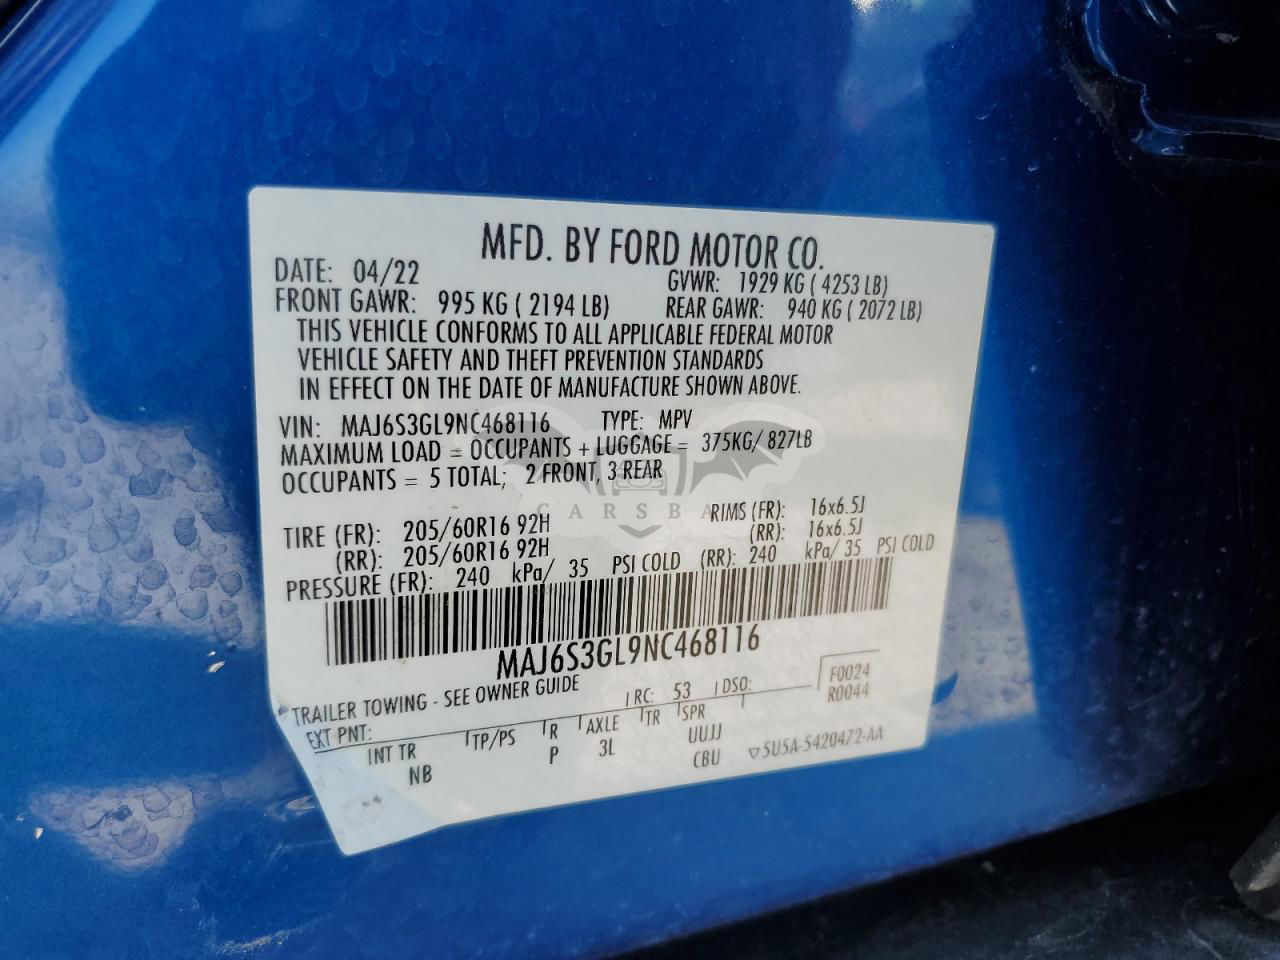 MFD. BY FORD MOTOR CO.
DATE: 04/22 GVWR: 1929 KG ( 4253 LB)
FRONT GAWR: 995 KG ( 2194 LB) REAR GAWR: 940 KG ( 2072 LB)
THIS VEHICLE CONFORMS TO ALL APPLICABLE FEDERAL MOTOR
VEHICLE SAFETY AND THEFT PREVENTION STANDARDS
IN EFFECT ON THE DATE OF MANUFACTURE SHOWN ABOVE.
VIN: MAJ6S3GL9NC468116 TYPE: MPV
MAXIMUM LOAD = OCCUPANTS + LUGGAGE = 375KG/ 827LB
OCCUPANTS = 5 TOTAL; 2 FRONT, 3 REAR
CARSBA
TIRE (FR): 205/60R16 92H RIMS (FR): 16x6.5J
(RR): 205/60R16 92H (RR): 16x6.5J
PRESSURE (FR): 240 kPa/ 35 PSI COLD (RR): 240 kPa/ 35 PSI COLD
MAJ6S3GL9NC468116
TRAILER TOWING - SEE OWNER GUIDE
EXT PNT: RC: 53 DSO: F0024
R0044
INT TR TP/PS R AXLE TR SPR
NB P 3L UUJJ
CBU ▽5U5A-5420472-AA